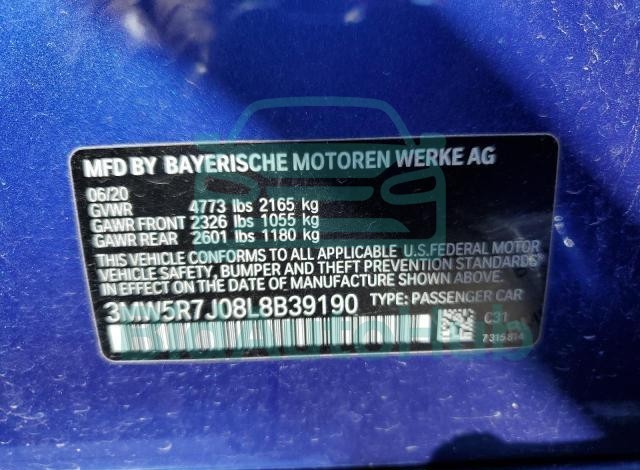 MFD BY BAYERISCHE MOTOREN WERKE AG
06/20
GVWR 4773 lbs 2165 kg
GAWR FRONT 2326 lbs 1055 kg
GAWR REAR 2601 lbs 1180 kg
THIS VEHICLE CONFORMS TO ALL APPLICABLE U.S.FEDERAL MOTOR
VEHICLE SAFETY, BUMPER AND THEFT PREVENTION STANDARDS
IN EFFECT ON THE DATE OF MANUFACTURE SHOWN ABOVE.
3MW5R7J08L8B39190 TYPE: PASSENGER CAR
C31
7315814